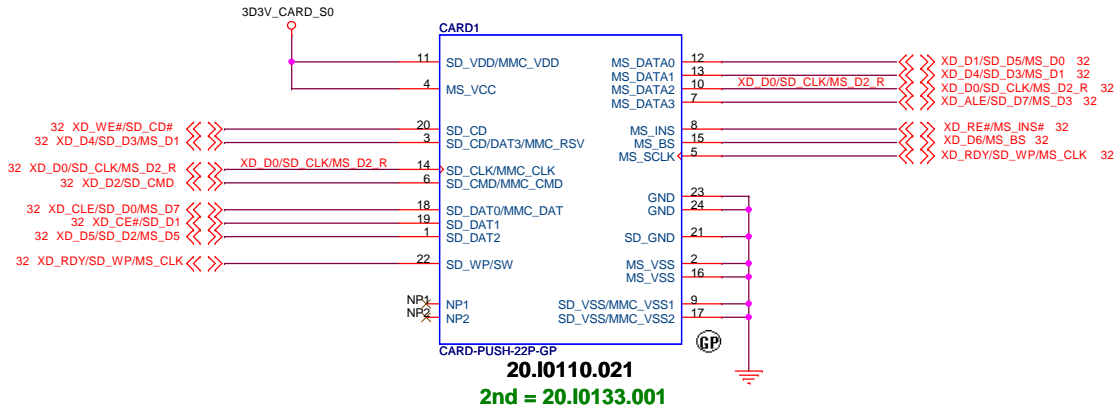 3D3V_CARD_S0
CARD1
11 SD_VDD/MMC_VDD
4 MS_VCC
32 XD_WE#/SD_CD# 20 SD_CD
32 XD_D4/SD_D3/MS_D1 3 SD_CD/DAT3/MMC_RSV
32 XD_D0/SD_CLK/MS_D2_R XD_D0/SD_CLK/MS_D2_R 14 SD_CLK/MMC_CLK
32 XD_D2/SD_CMD 6 SD_CMD/MMC_CMD
32 XD_CLE/SD_D0/MS_D7 18 SD_DAT0/MMC_DAT
32 XD_CE#/SD_D1 19 SD_DAT1
32 XD_D5/SD_D2/MS_D5 1 SD_DAT2
32 XD_RDY/SD_WP/MS_CLK 22 SD_WP/SW
NP1 NP1
NP2 NP2
MS_DATA0 12 XD_D1/SD_D5/MS_D0 32
MS_DATA1 13 XD_D4/SD_D3/MS_D1 32
MS_DATA2 10 XD_D0/SD_CLK/MS_D2_R XD_D0/SD_CLK/MS_D2_R 32
MS_DATA3 7 XD_ALE/SD_D7/MS_D3 32
MS_INS 8 XD_RE#/MS_INS# 32
MS_BS 15 XD_D6/MS_BS 32
MS_SCLK 5 XD_RDY/SD_WP/MS_CLK 32
GND 23
GND 24
SD_GND 21
MS_VSS 2
MS_VSS 16
SD_VSS/MMC_VSS1 9
SD_VSS/MMC_VSS2 17
GP
CARD-PUSH-22P-GP
20.I0110.021
2nd = 20.I0133.001